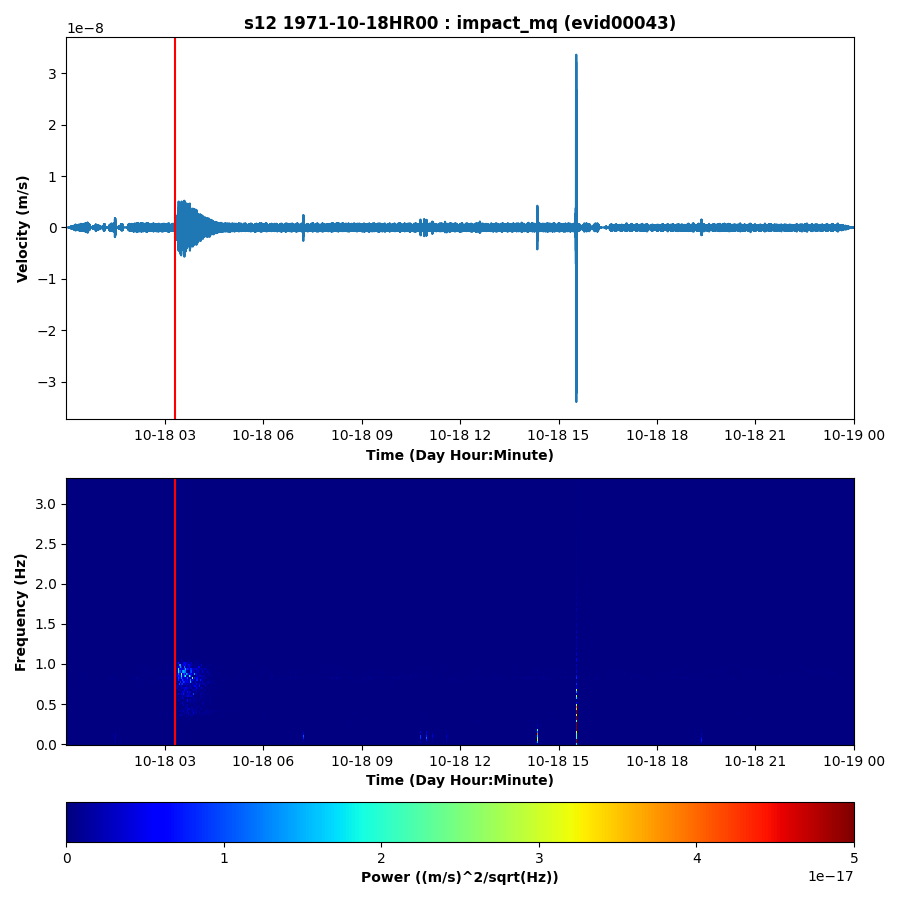 s12 1971-10-18HR00 : impact_mq (evid00043)
1e−8
3
2
1
0
−1
−2
−3
Velocity (m/s)
10-18 03 10-18 06 10-18 09 10-18 12 10-18 15 10-18 18 10-18 21 10-19 00
Time (Day Hour:Minute)
3.0
2.5
2.0
1.5
1.0
0.5
0.0
Frequency (Hz)
10-18 03 10-18 06 10-18 09 10-18 12 10-18 15 10-18 18 10-18 21 10-19 00
Time (Day Hour:Minute)
0 1 2 3 4 5
1e−17
Power ((m/s)^2/sqrt(Hz))